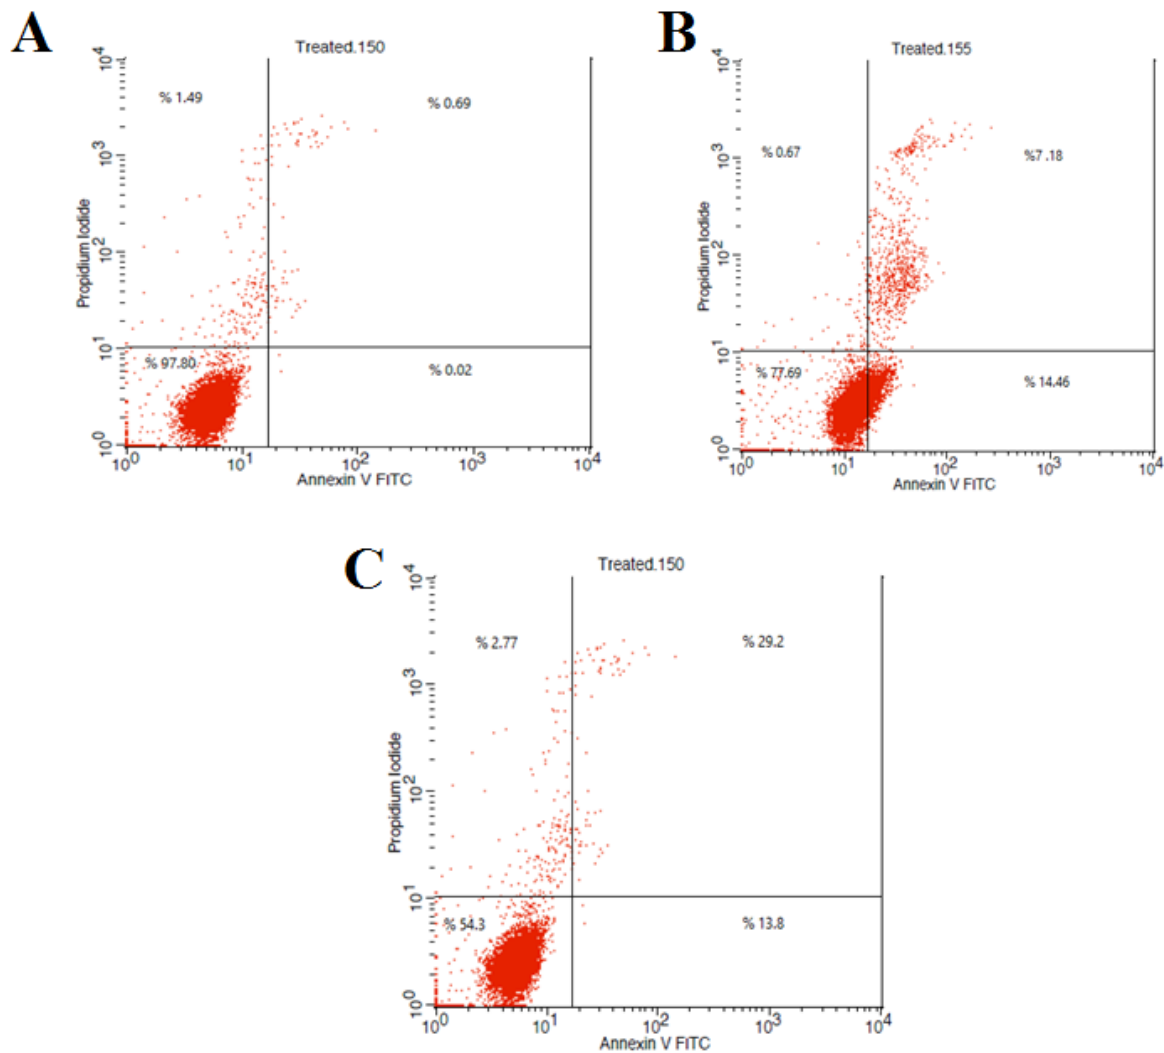 A
Treated.150
% 1.49
% 0.69
% 97.80
% 0.02
Propidium Iodide
10^4
10^3
10^2
10^1
10^0
10^0 10^1 10^2 10^3 10^4
Annexin V FITC
B
Treated.155
% 0.67
%7 .18
% 77.69
% 14.46
Propidium Iodide
10^4
10^3
10^2
10^1
10^0
10^0 10^1 10^2 10^3 10^4
Annexin V FITC
C
Treated.150
% 2.77
% 29.2
% 54.3
% 13.8
Propidium Iodide
10^4
10^3
10^2
10^1
10^0
10^0 10^1 10^2 10^3 10^4
Annexin V FITC